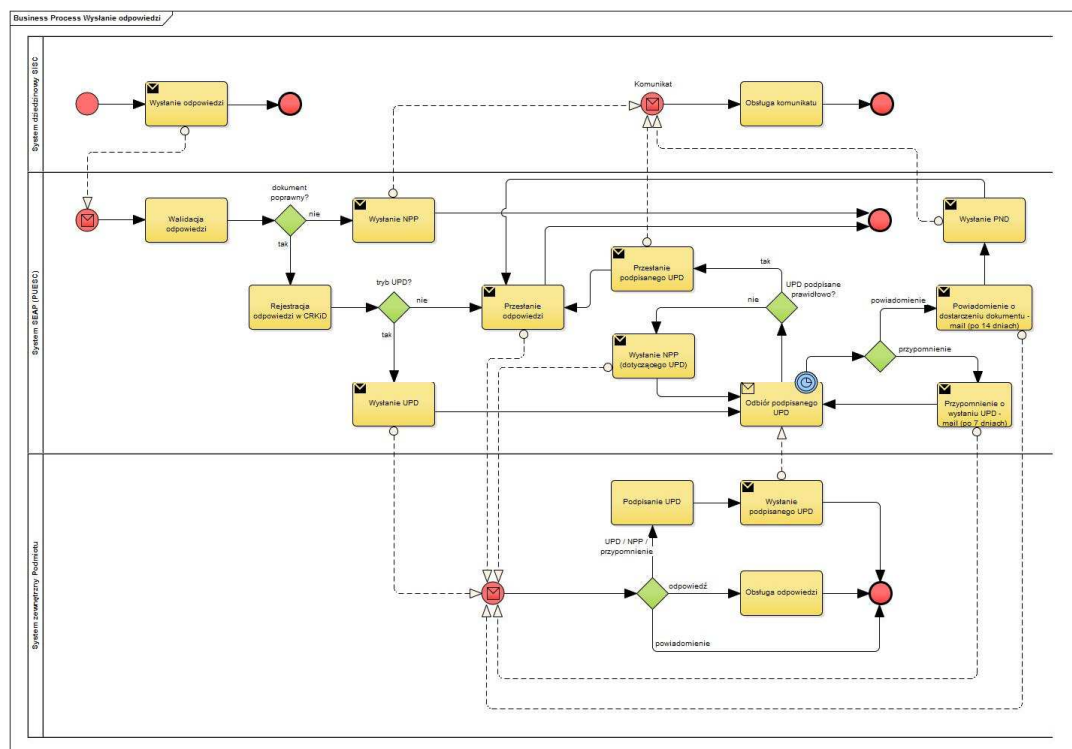 Business Process Wysłanie odpowiedzi
System dziedzinowy SISC
Wysłanie odpowiedzi
Komunikat
Obsługa komunikatu
System SEAP (PUESC)
Walidacja
odpowiedzi
dokument
poprawny?
nie
tak
Wysłanie NPP
Wysłanie PND
Rejestracja
odpowiedzi w CRKiD
tryb UPD?
nie
tak
Przesłanie
odpowiedzi
Przesłanie
podpisanego UPD
tak
UPD podpisane
prawidłowo?
nie
powiadomienie
Powiadomienie o
dostarczeniu dokumentu -
mail (po 14 dniach)
Wysłanie NPP
(dotyczącego UPD)
przypomnienie
Wysłanie UPD
Odbiór podpisanego
UPD
Przypomnienie o
wysłaniu UPD -
mail (po 7 dniach)
System zewnętrzny Podmiotu
Podpisanie UPD
Wysłanie
podpisanego UPD
UPD / NPP /
przypomnienie
odpowiedź
Obsługa odpowiedzi
powiadomienie